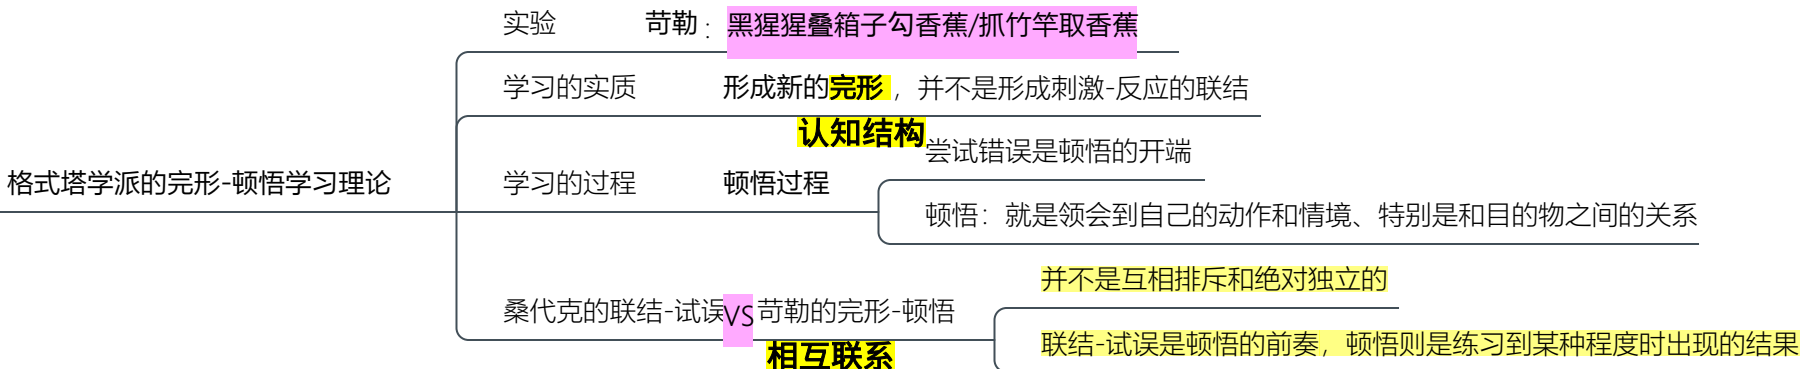 实验 苛勒：黑猩猩叠箱子勾香蕉/抓竹竿取香蕉
学习的实质 形成新的完形，并不是形成刺激-反应的联结
认知结构
尝试错误是顿悟的开端
格式塔学派的完形-顿悟学习理论 学习的过程 顿悟过程
顿悟：就是领会到自己的动作和情境、特别是和目的物之间的关系
并不是互相排斥和绝对独立的
桑代克的联结-试误VS苛勒的完形-顿悟
相互联系
联结-试误是顿悟的前奏，顿悟则是练习到某种程度时出现的结果